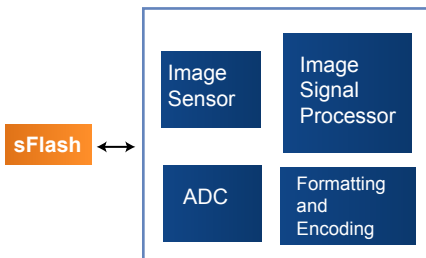 sFlash
Image
Sensor
Image
Signal
Processor
ADC
Formatting
and
Encoding